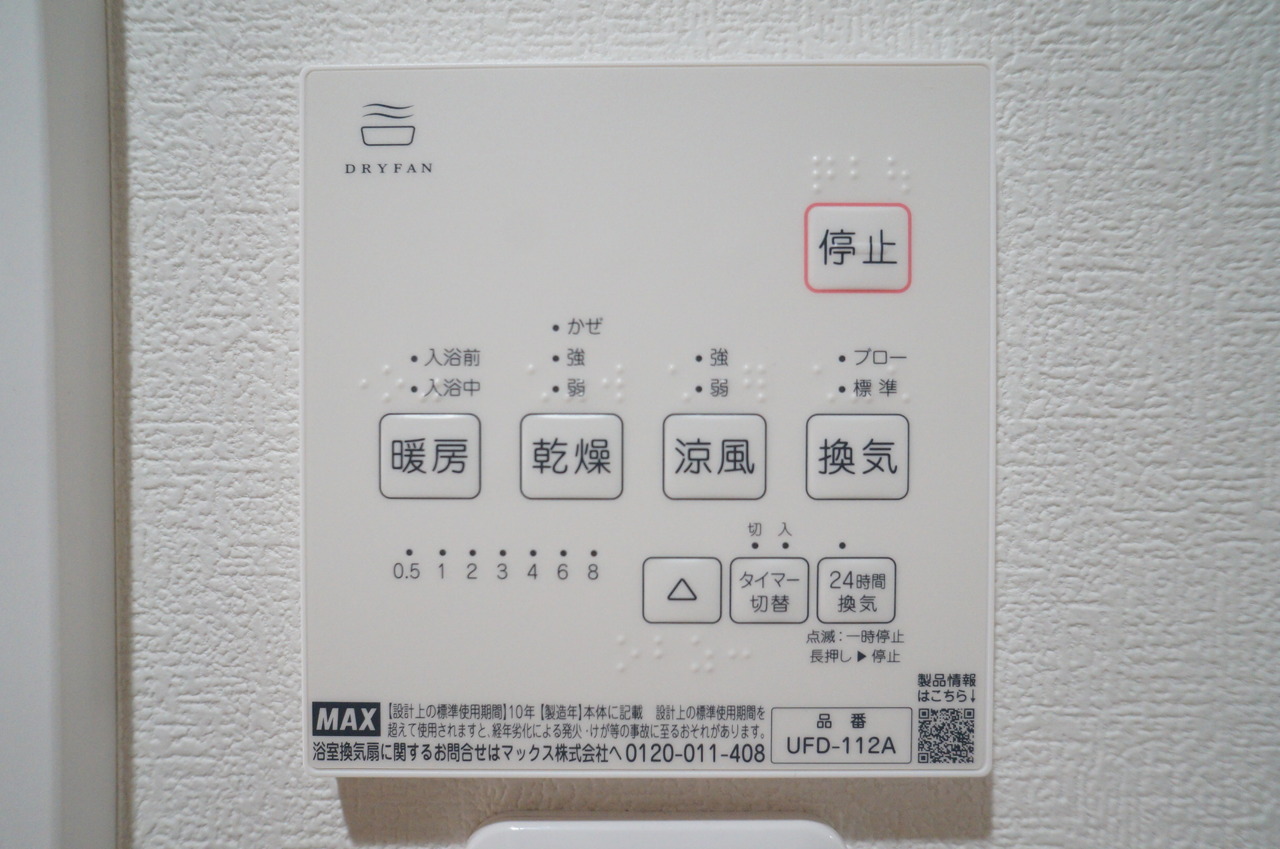 DRYFAN
停止
・かぜ
・入浴前
・入浴中
・強
・弱
・強
・弱
・ブロー
・標準
暖房
乾燥
涼風
換気
0.5 1 2 3 4 6 8
切 入
△
タイマー
切替
24時間
換気
点滅:一時停止
長押し▶停止
製品情報
はこちら↓
MAX
【設計上の標準使用期間】10年【製造年】本体に記載 設計上の標準使用期間を
超えて使用されますと、経年劣化による発火・けが等の事故に至るおそれがあります。
浴室換気扇に関するお問合せはマックス株式会社へ 0120-011-408
品番
UFD-112A